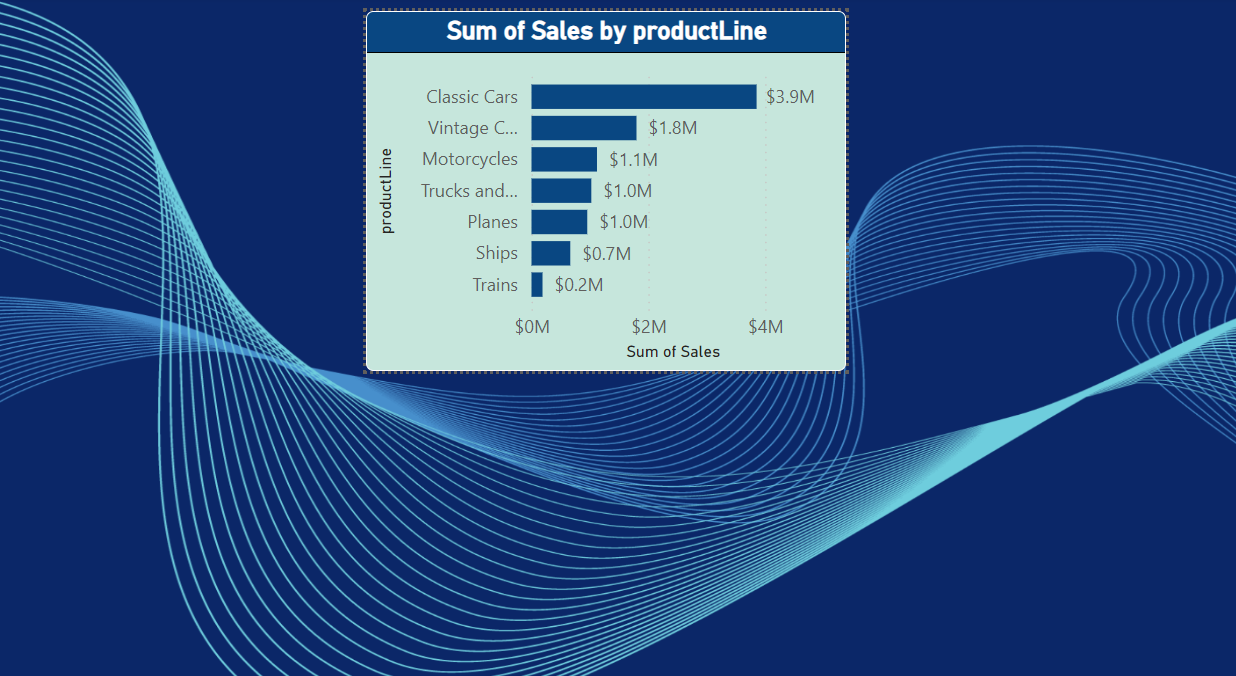 Sum of Sales by productLine
productLine
Classic Cars $3.9M
Vintage C... $1.8M
Motorcycles $1.1M
Trucks and... $1.0M
Planes $1.0M
Ships $0.7M
Trains $0.2M
$0M $2M $4M
Sum of Sales